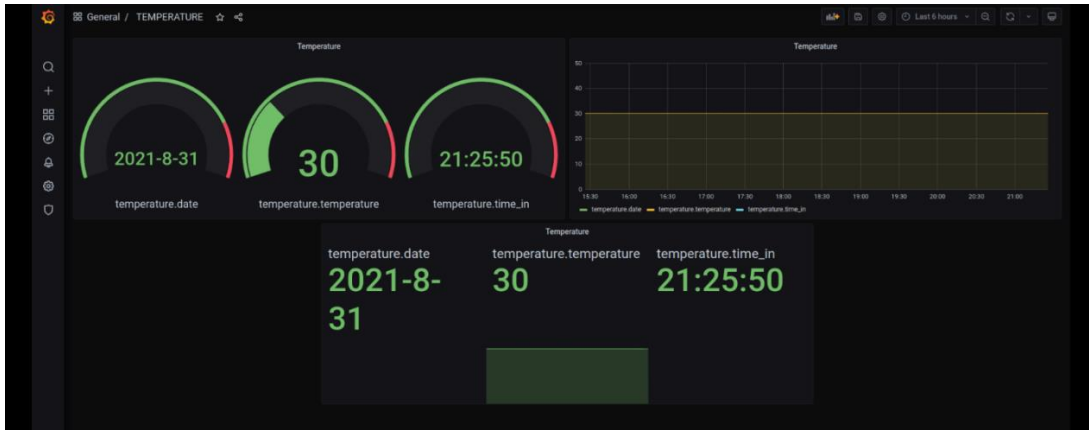 General / TEMPERATURE
Last 6 hours
Temperature
2021-8-31
30
21:25:50
temperature.date
temperature.temperature
temperature.time_in
Temperature
50
40
30
20
10
0
15:30 16:00 16:30 17:00 17:30 18:00 18:30 19:00 19:30 20:00 20:30 21:00
temperature.date temperature.temperature temperature.time_in
Temperature
temperature.date temperature.temperature temperature.time_in
2021-8- 30 21:25:50
31